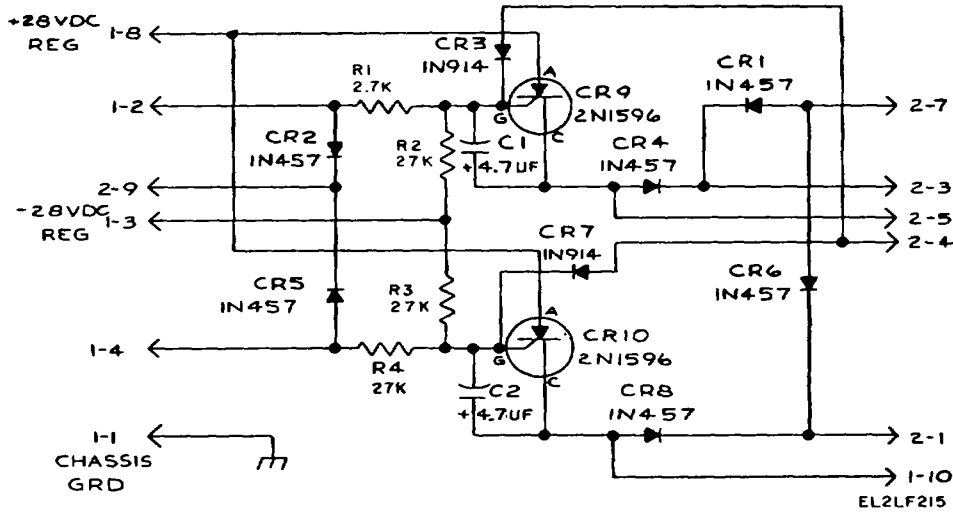 +28VDC
REG
1-8
CR3
1N914
A
CR9
2N1596
G
C
CR1
1N457
R1
2.7K
1-2
2-7
CR2
1N457
R2
27K
C1
+ 4.7UF
CR4
1N457
2-9
2-3
-28VDC
REG
1-3
2-5
CR7
1N914
2-4
CR5
1N457
R3
27K
CR6
1N457
A
CR10
2N1596
G
C
1-4
R4
27K
C2
+ 4.7UF
CR8
1N457
1-1
CHASSIS
GRD
2-1
1-10
EL2LF215